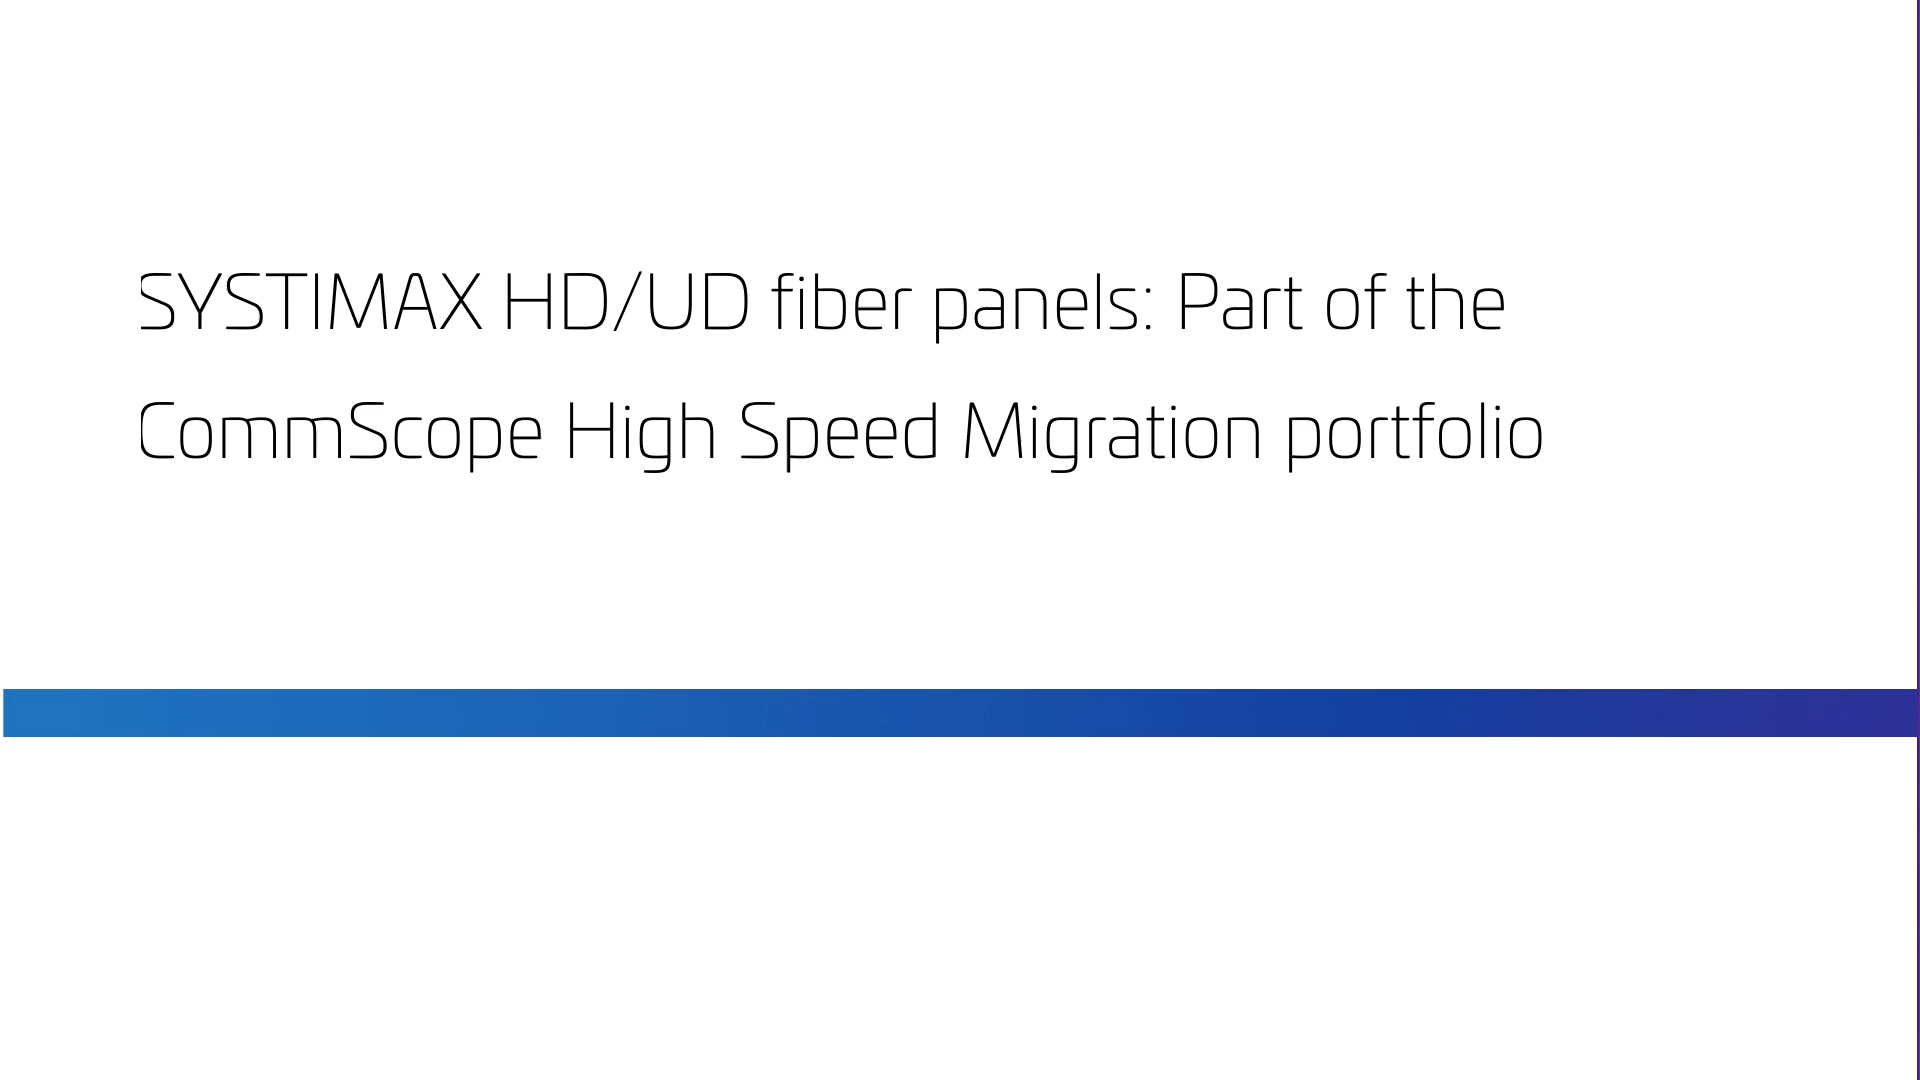 SYSTIMAX HD/UD fiber panels: Part of the
CommScope High Speed Migration portfolio